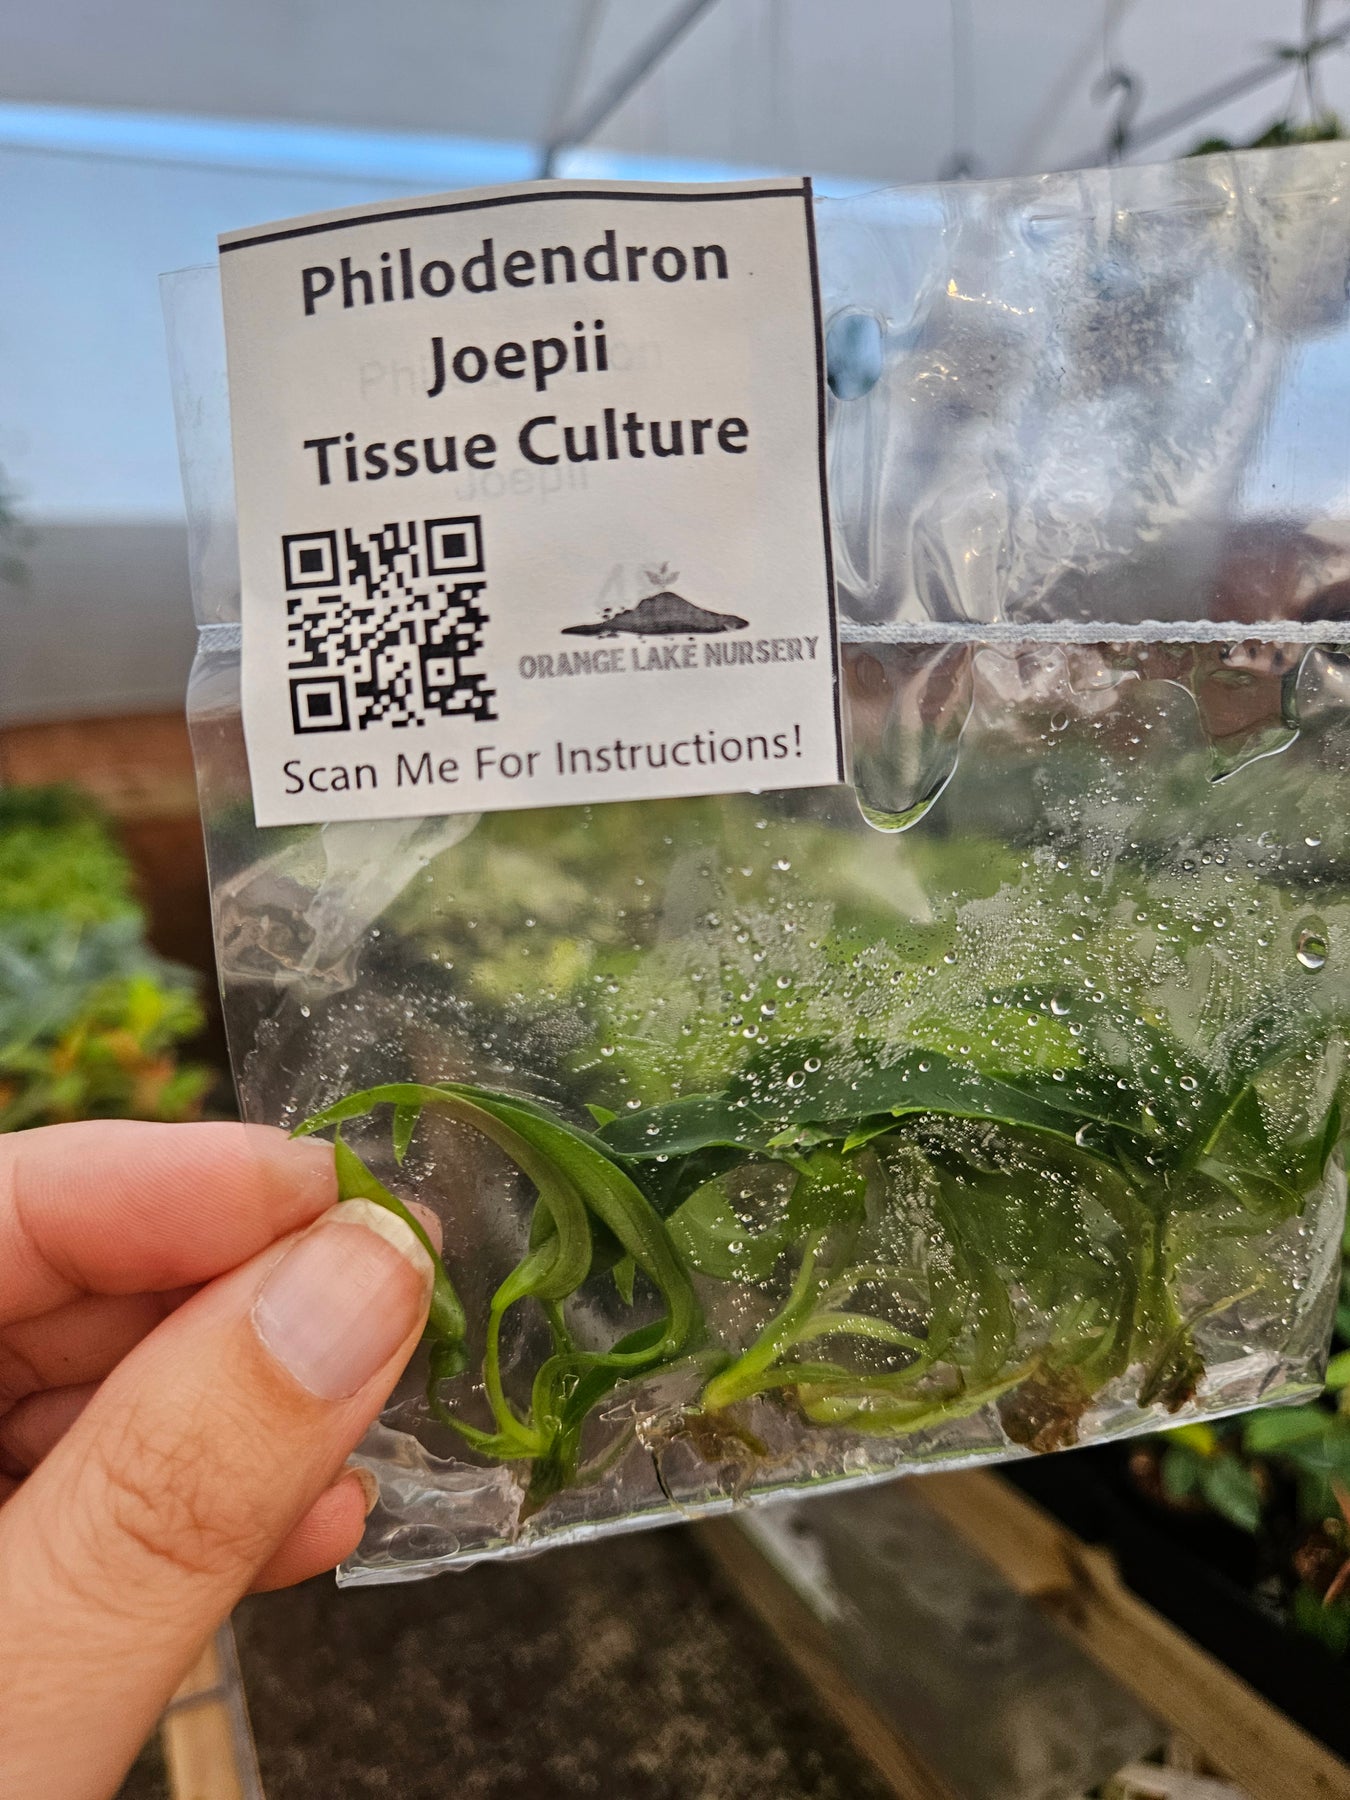 Philodendron
Joepii
Tissue Culture
ORANGE LAKE NURSERY
Scan Me For Instructions!